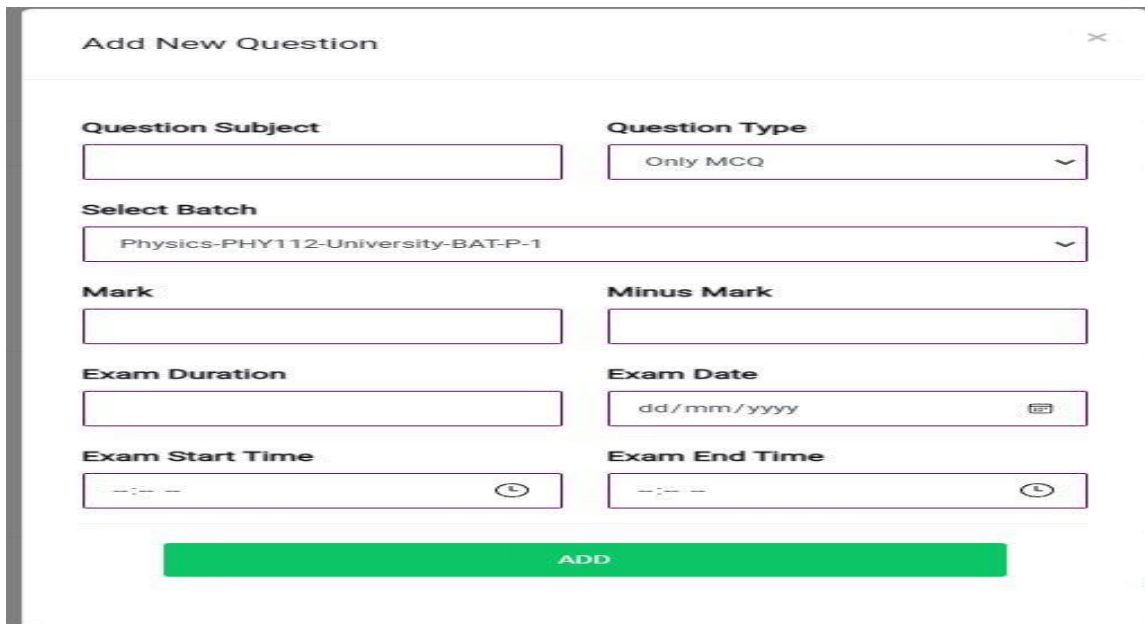 Add New Question
Question Subject Question Type
Only MCQ
Select Batch
Physics-PHY112-University-BAT-P-1
Mark Minus Mark
Exam Duration Exam Date
dd/mm/yyyy
Exam Start Time Exam End Time
--:-- -- --:-- --
ADD